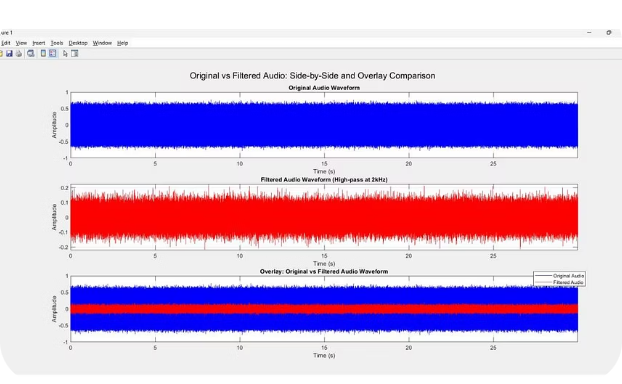 ure 1
Edit View Insert Tools Desktop Window Help
Original vs Filtered Audio: Side-by-Side and Overlay Comparison
Original Audio Waveform
1
0.5
0
-0.5
-1
Amplitude
0 5 10 15 20 25
Time (s)
Filtered Audio Waveform (High-pass at 2kHz)
0.2
0.1
0
-0.1
-0.2
Amplitude
0 5 10 15 20 25
Time (s)
Overlay: Original vs Filtered Audio Waveform
1
0.5
0
-0.5
-1
Amplitude
Original Audio
Filtered Audio
0 5 10 15 20 25
Time (s)